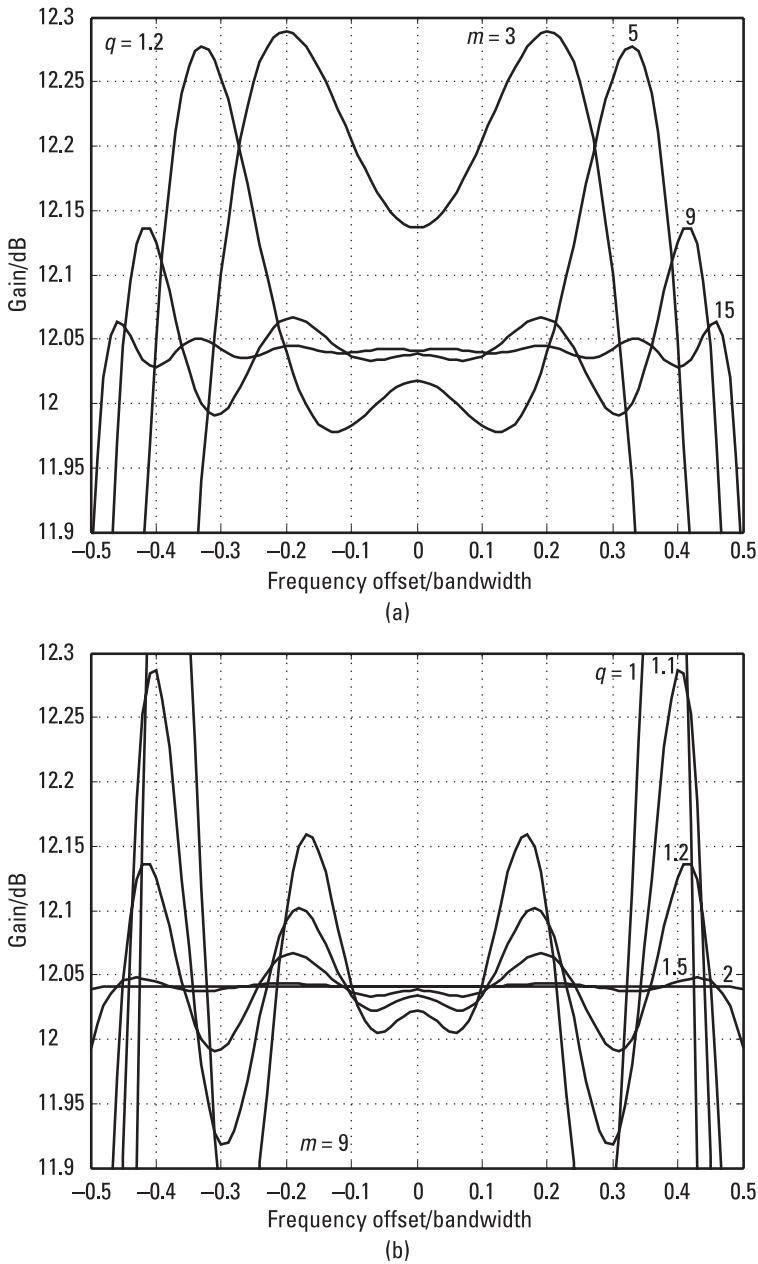 q = 1.2
m = 3
5
12.3
12.25
12.2
12.15
9
12.1
12.05
15
12
11.95
11.9
Gain/dB
–0.5 –0.4 –0.3 –0.2 –0.1 0 0.1 0.2 0.3 0.4 0.5
Frequency offset/bandwidth
(a)
12.3
q = 1
1.1
12.25
12.2
12.15
1.2
12.1
12.05
1.5
2
12
11.95
m = 9
11.9
Gain/dB
–0.5 –0.4 –0.3 –0.2 –0.1 0 0.1 0.2 0.3 0.4 0.5
Frequency offset/bandwidth
(b)